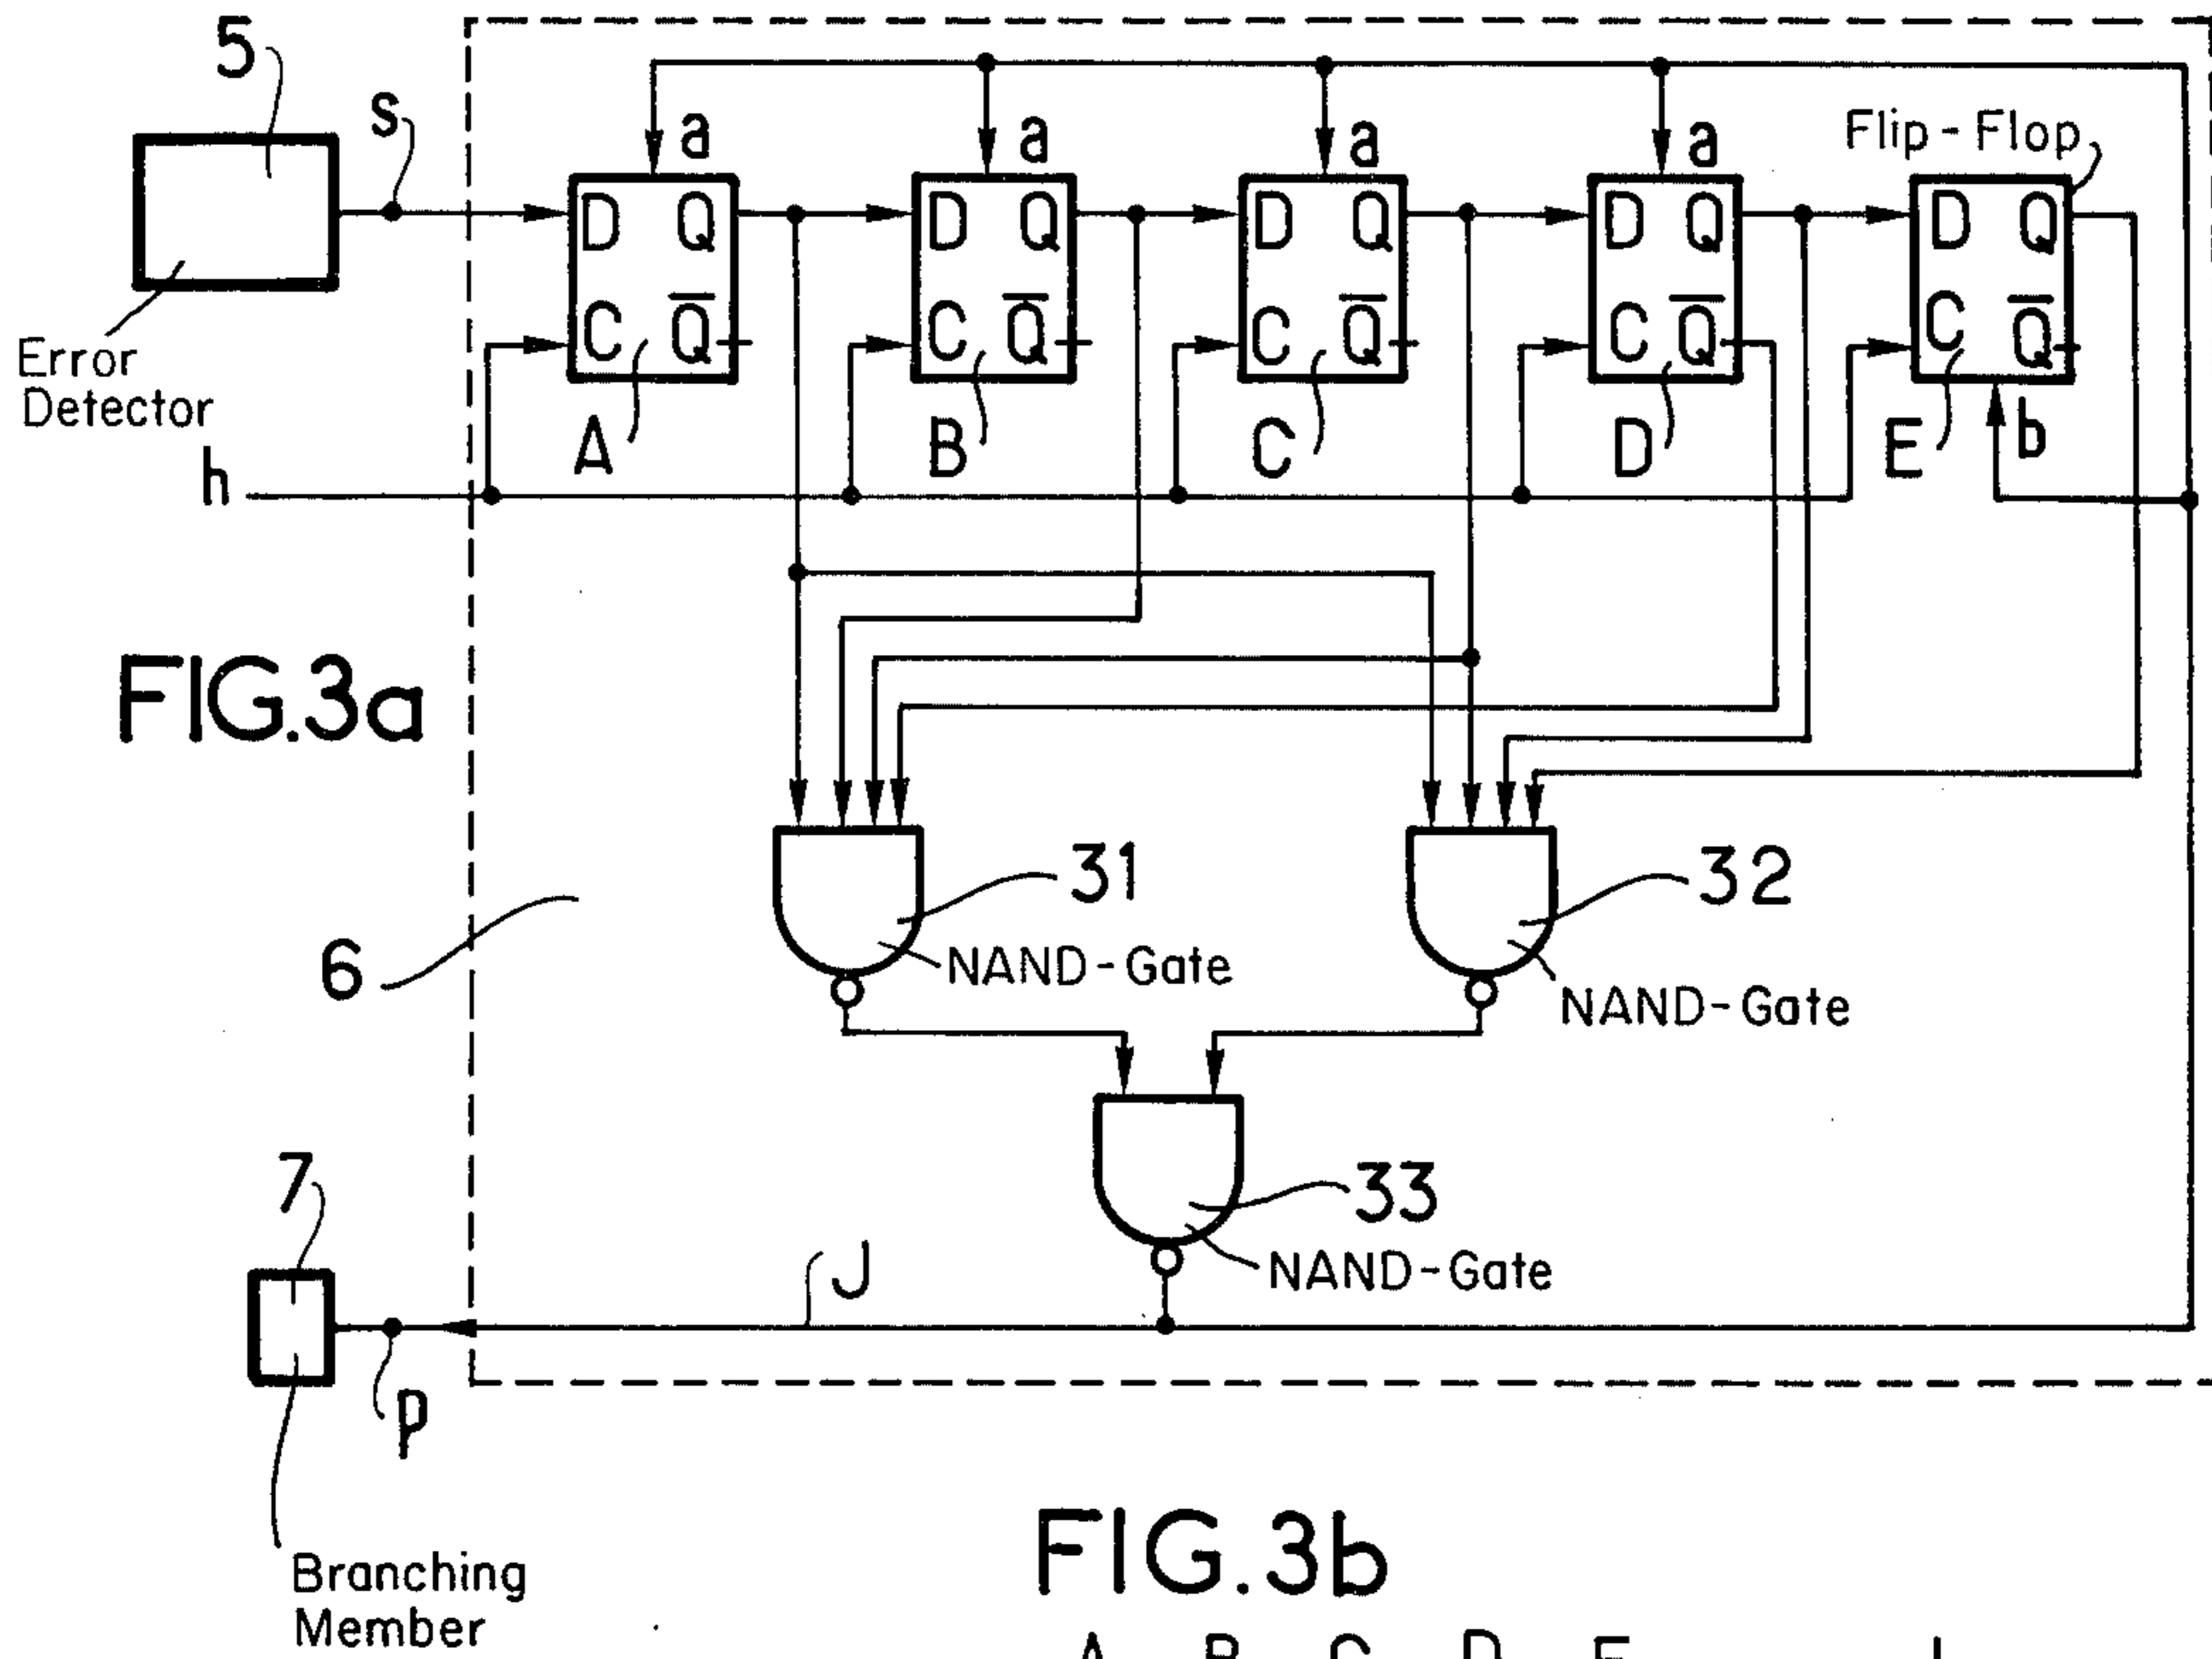 5
s
a a a a
Flip-Flop
D Q D Q D Q D Q D Q
C Q̅ C Q̅ C Q̅ C Q̅ C Q̅
Error
Detector
A B C D E b
h
FIG.3a
31
32
NAND-Gate
NAND-Gate
6
7
33
NAND-Gate
J
p
Branching
Member
FIG.3b
A B C D E J